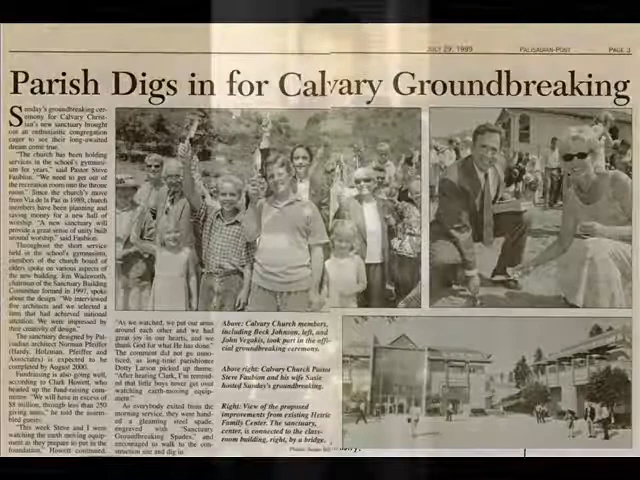 JULY 29, 1999 PALISADIAN-POST PAGE 3
Parish Digs in for Calvary Groundbreaking
Sunday's groundbreaking cer-
emony for Calvary Christ-
ian's new sanctuary brought
out an enthusiastic congregation
eager to see their long-awaited
dream come true.
"The church has been holding
services in the school's gymnasi-
um for years," said Pastor Steve
Faubion. "We need to get out of
the recreation room into the throne
room." Since the church's move
from Via de la Paz in 1989, church
members have been planning and
saving money for a new hall of
worship. "A new sanctuary will
provide a great sense of unity built
around worship," said Faubion.
Throughout the short service
held in the school's gymnasium,
members of the church board of
elders spoke on various aspects of
the new building. Jim Wadsworth,
chairman of the Sanctuary Building
Committee formed in 1997, spoke
about the design. "We interviewed
five architects and we selected a
firm that had achieved national
attention. We were impressed by
their creativity of design."
The sanctuary designed by Pal-
isadian architect Norman Pfeiffer
(Hardy, Holzman, Pfeiffer and
Associates) is expected to be
completed by August 2000.
Fundraising is also going well,
according to Clark Howett, who
headed up the fund-raising com-
mittee. "We will have in excess of
$8 million, through less than 250
giving units," he told the assem-
bled guests.
"This week Steve and I were
watching the earth moving equip-
ment as they prepare to put in the
foundation," Howett continued.
"As we watched, we put our arms
around each other and we had
great joy in our hearts, and we
thank God for what He has done."
The comment did not go unno-
ticed, as long-time parishioner
Dotty Larson picked up theme:
"After hearing Clark, I'm remind-
ed that little boys never get over
watching earth-moving equip-
ment."
As everybody exited from the
morning service, they were hand-
ed a gleaming steel spade,
engraved with "Sanctuary
Groundbreaking Spades," and
encouraged to walk to the con-
struction site and dig in.
Above: Calvary Church members,
including Beck Johnson, left, and
John Vegakis, took part in the offi-
cial groundbreaking ceremony.
Above right: Calvary Church Pastor
Steve Faubion and his wife Susie
hosted Sunday's groundbreaking.
Right: View of the proposed
improvements from existing Heirle
Family Center. The sanctuary,
center, is connected to the class-
room building, right, by a bridge.